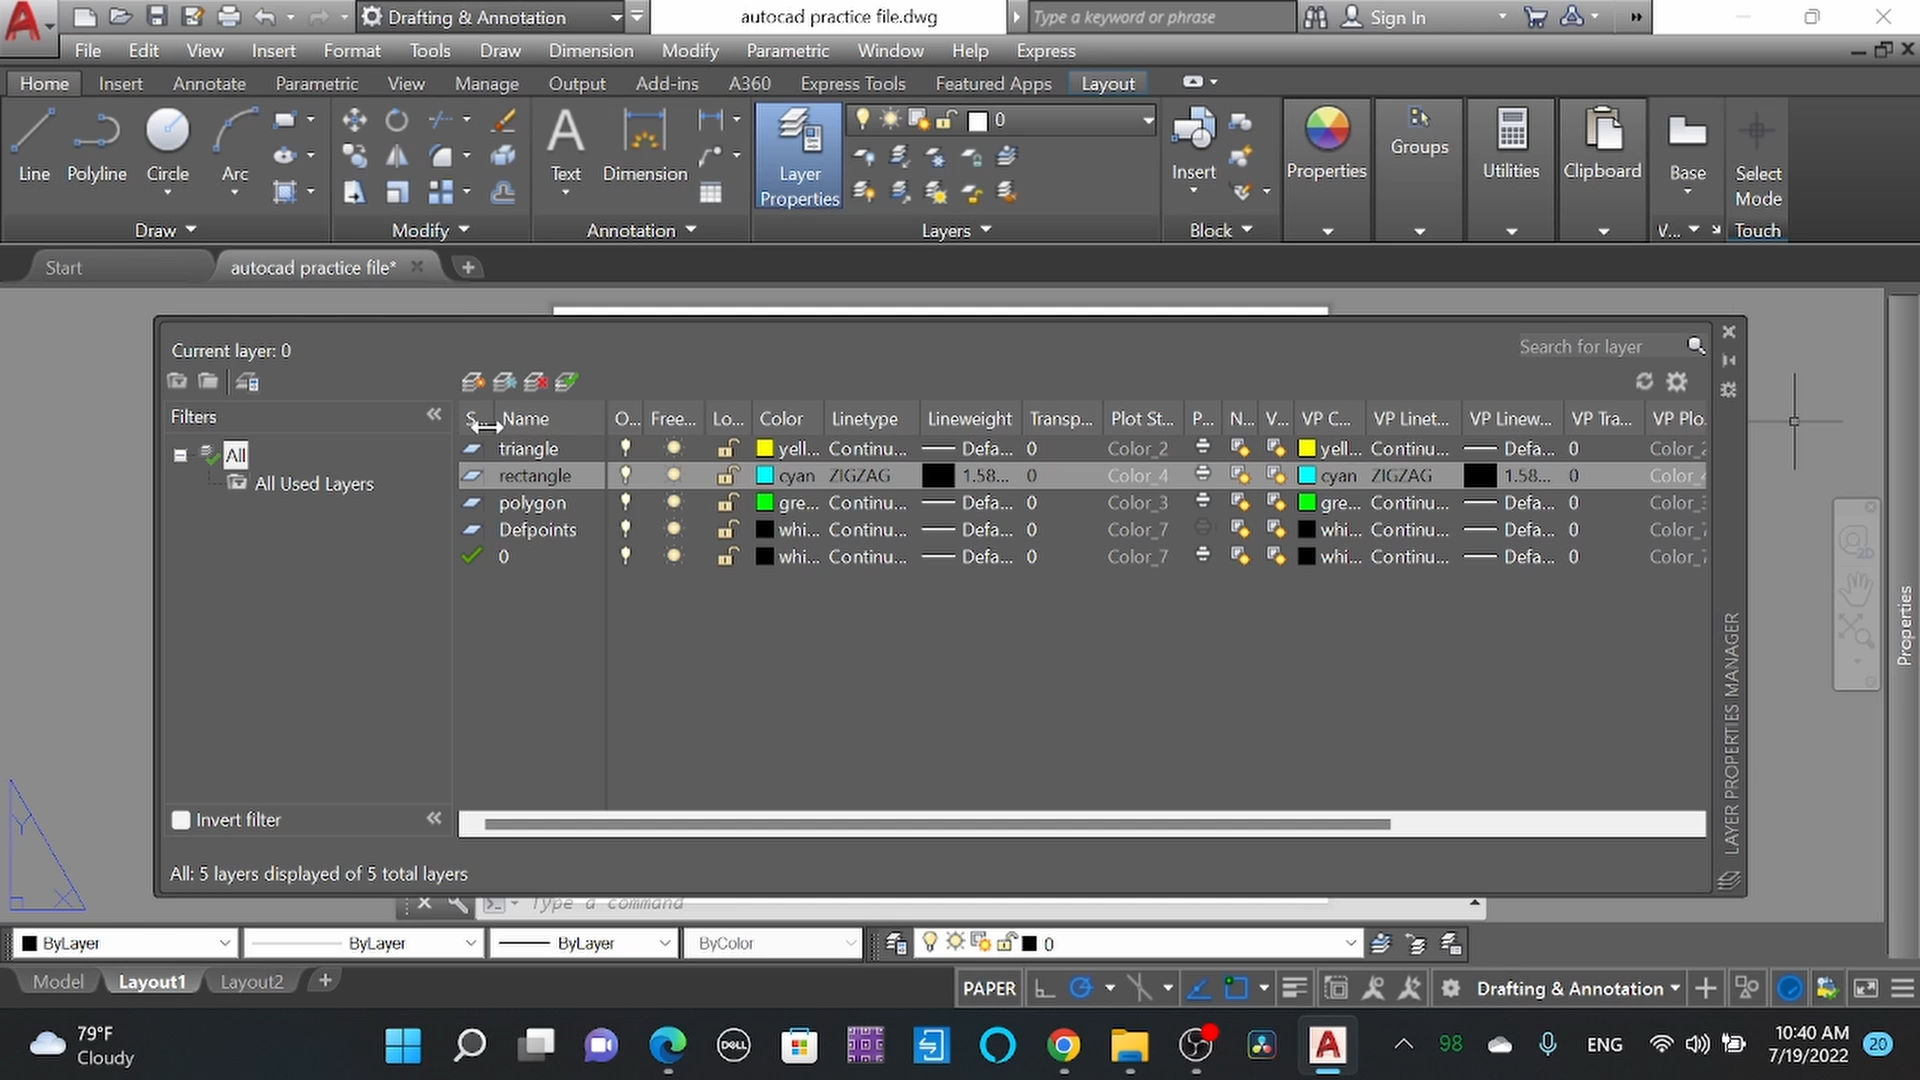 Drafting & Annotation
autocad practice file.dwg
Type a keyword or phrase
Sign In
File Edit View Insert Format Tools Draw Dimension Modify Parametric Window Help Express
Home Insert Annotate Parametric View Manage Output Add-ins A360 Express Tools Featured Apps Layout
0
Line Polyline Circle Arc Text Dimension Layer Properties Insert Properties Groups Utilities Clipboard Base Select Mode
Draw Modify Annotation Layers Block V... Touch
Start autocad practice file*
Current layer: 0
Search for layer
Filters
S... Name O... Free... Lo... Color Linetype Lineweight Transp... Plot St... P... N... V... VP C... VP Linet... VP Linew... VP Tra... VP Plo
All
All Used Layers
triangle yell... Continu... Defa... 0 Color_2 yell... Continu... Defa... 0 Color_2
rectangle cyan ZIGZAG 1.58... 0 Color_4 cyan ZIGZAG 1.58... 0 Color_4
polygon gre... Continu... Defa... 0 Color_3 gre... Continu... Defa... 0 Color_3
Defpoints whi... Continu... Defa... 0 Color_7 whi... Continu... Defa... 0 Color_7
0 whi... Continu... Defa... 0 Color_7 whi... Continu... Defa... 0 Color_7
Invert filter
All: 5 layers displayed of 5 total layers
LAYER PROPERTIES MANAGER
2D
Properties
Y
X
Type a command
ByLayer ByLayer ByLayer ByColor 0
Model Layout1 Layout2
PAPER
Drafting & Annotation
79°F
Cloudy
DELL
98
ENG
10:40 AM
7/19/2022
20